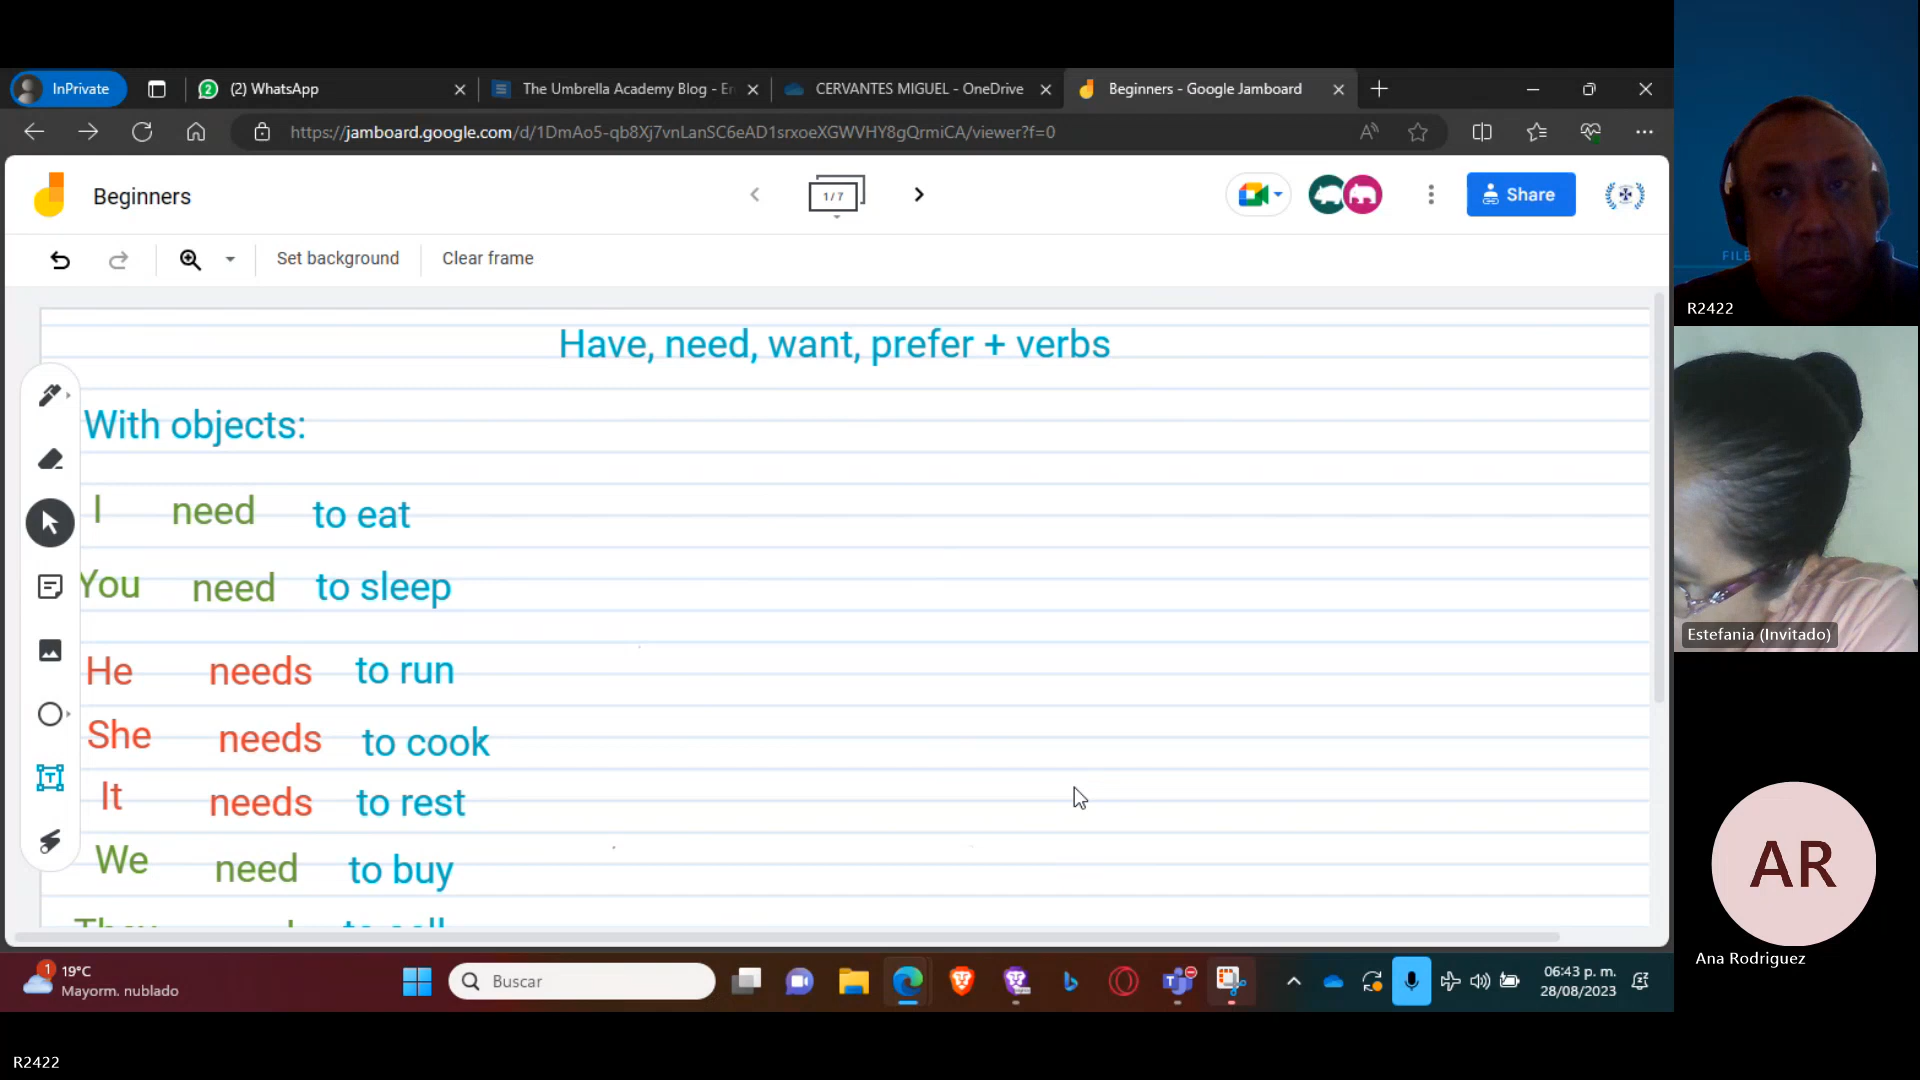 InPrivate
(2) WhatsApp
The Umbrella Academy Blog - En
CERVANTES MIGUEL - OneDrive
Beginners - Google Jamboard
https://jamboard.google.com/d/1DmAo5-qb8Xj7vnLanSC6eAD1srxoeXGWVHY8gQrmiCA/viewer?f=0
Beginners
1/7
Share
Set background
Clear frame
Have, need, want, prefer + verbs
With objects:
I need to eat
You need to sleep
He needs to run
She needs to cook
It needs to rest
We need to buy
R2422
Estefania (Invitado)
AR
Ana Rodriguez
1
19°C
Mayorm. nublado
Buscar
06:43 p. m.
28/08/2023
R2422